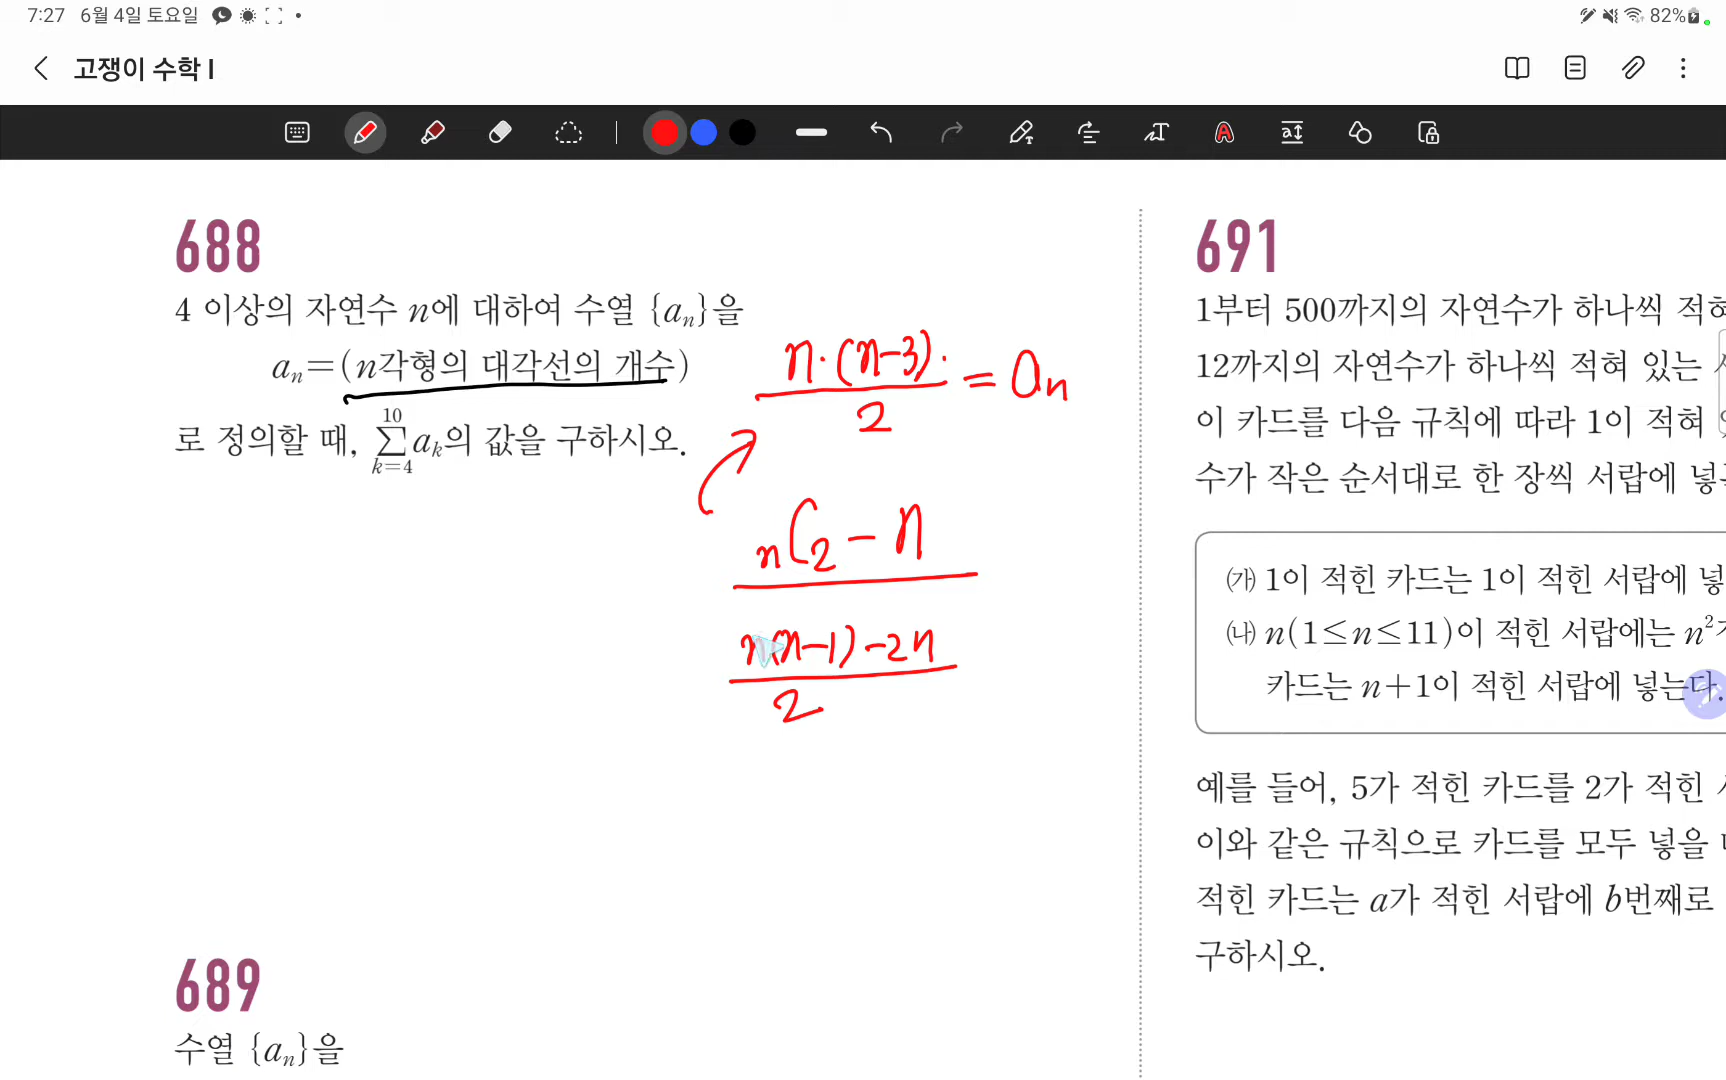 7:27 6월 4일 토요일
82%
고쟁이 수학 I
688
4 이상의 자연수 n에 대하여 수열 {aₙ}을
aₙ=(n각형의 대각선의 개수)
로 정의할 때, \sum_{k=4}^{10} aₖ의 값을 구하시오.
\frac{n·(n-3)·}{2} = aₙ
ₙC₂ - n
\frac{n(n-1)-2n}{2}
689
수열 {aₙ}을
691
1부터 500까지의 자연수가 하나씩 적혀
12까지의 자연수가 하나씩 적혀 있는
이 카드를 다음 규칙에 따라 1이 적혀
수가 작은 순서대로 한 장씩 서랍에 넣
㈎ 1이 적힌 카드는 1이 적힌 서랍에 넣
㈏ n(1≤n≤11)이 적힌 서랍에는 n²
카드는 n+1이 적힌 서랍에 넣는다.
예를 들어, 5가 적힌 카드를 2가 적힌
이와 같은 규칙으로 카드를 모두 넣을
적힌 카드는 a가 적힌 서랍에 b번째로
구하시오.